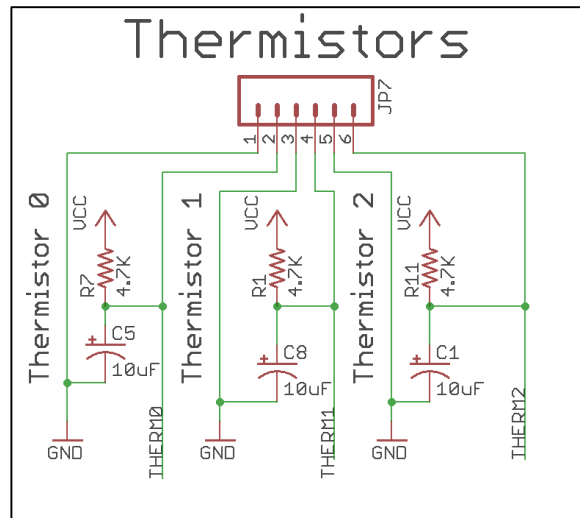 Thermistors
JP7
1 2 3 4 5 6
Thermistor 0
VCC
R7
4.7K
C5
10uF
GND
THERM0
Thermistor 1
VCC
R1
4.7K
C8
10uF
GND
THERM1
Thermistor 2
VCC
R11
4.7K
C1
10uF
GND
THERM2